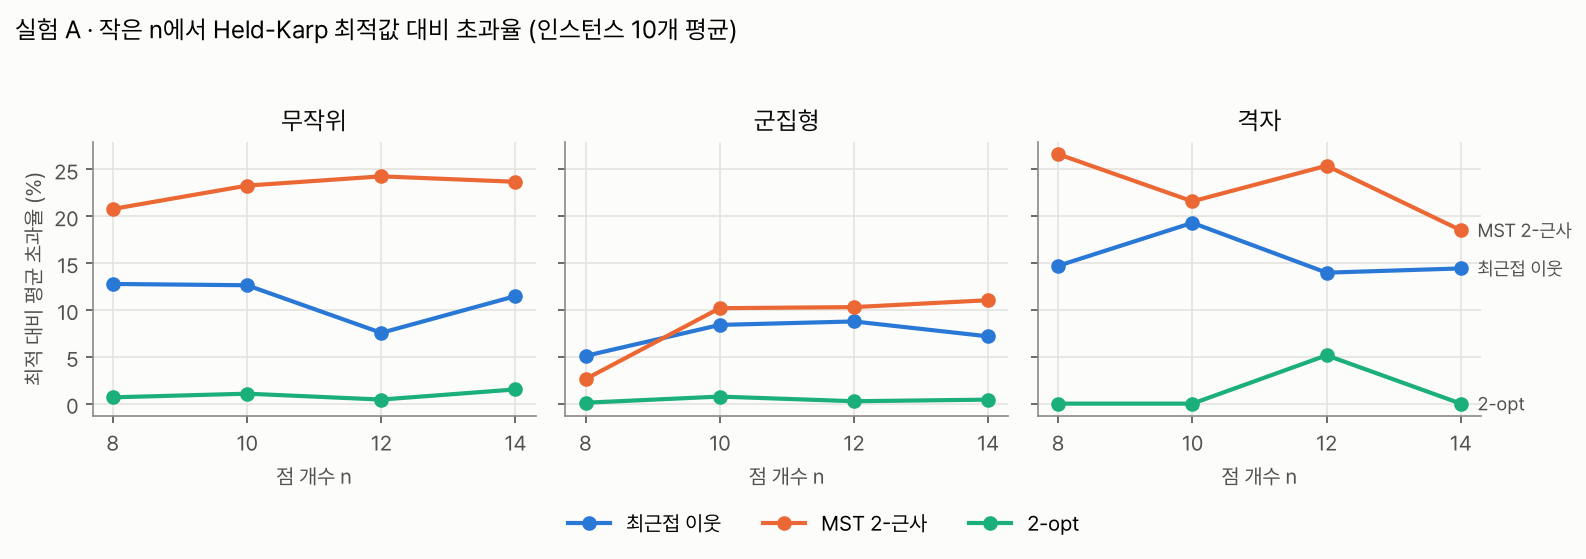 실험 A · 작은 n에서 Held-Karp 최적값 대비 초과율 (인스턴스 10개 평균)
무작위
군집형
격자
최적 대비 평균 초과율 (%)
25
20
15
10
5
0
8 10 12 14
8 10 12 14
8 10 12 14
MST 2-근사
최근접 이웃
2-opt
점 개수 n
점 개수 n
점 개수 n
최근접 이웃 MST 2-근사 2-opt